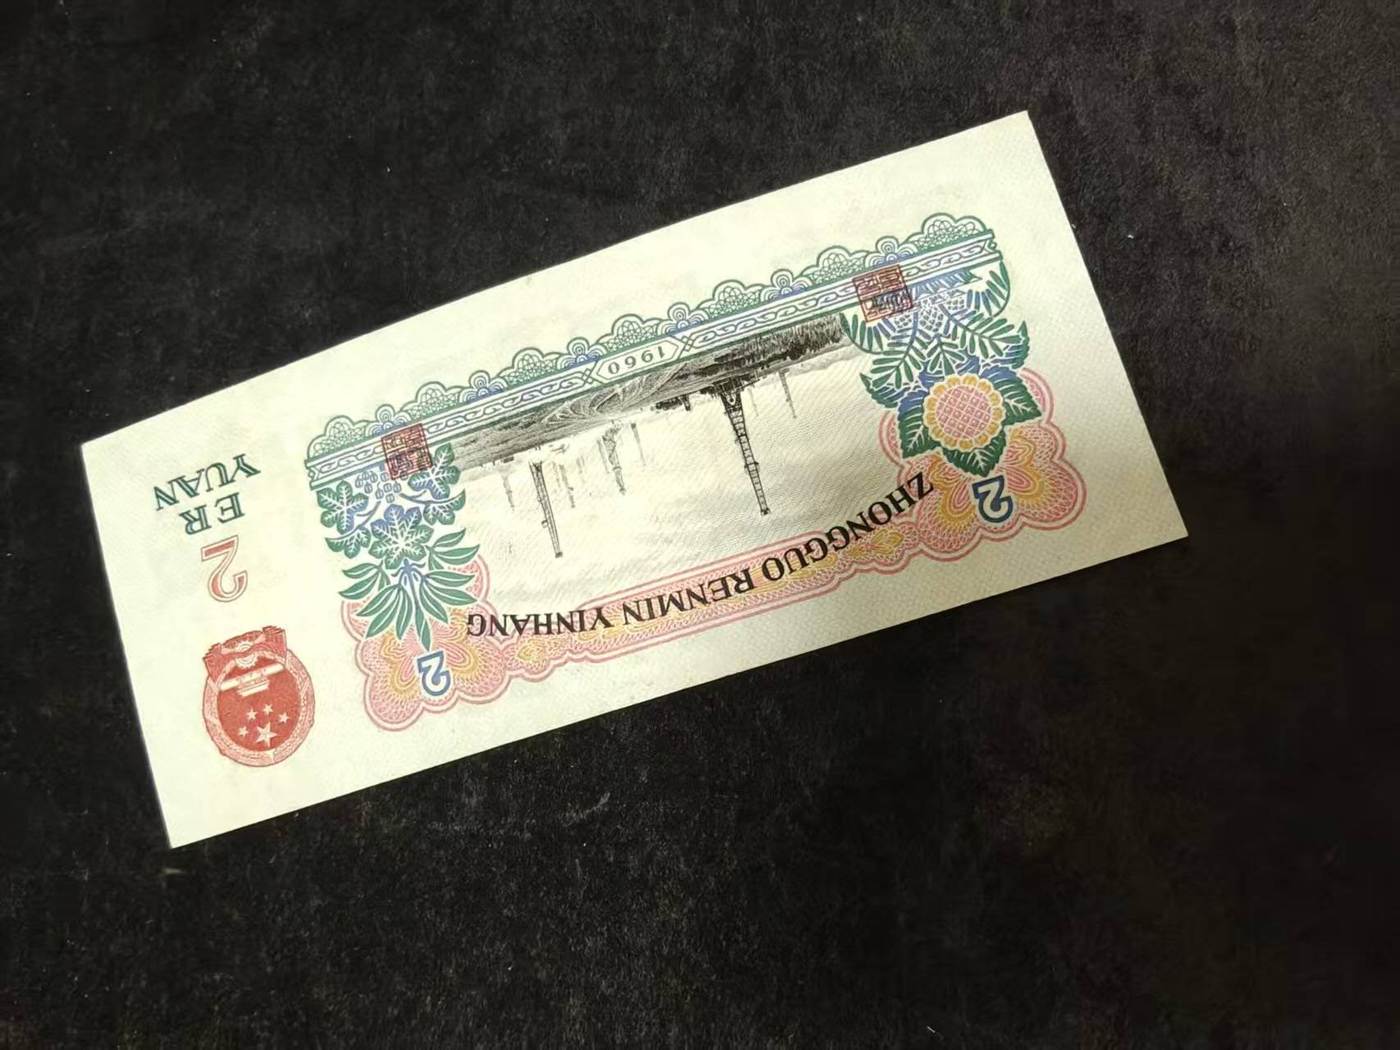 ZHONGGUO RENMIN YINHANG
2
2
2
ER
YUAN
1960